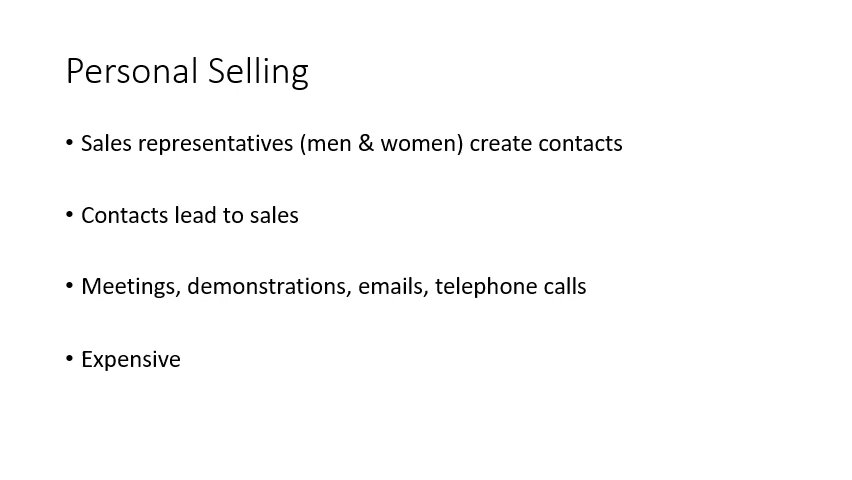 Personal Selling
• Sales representatives (men & women) create contacts
• Contacts lead to sales
• Meetings, demonstrations, emails, telephone calls
• Expensive